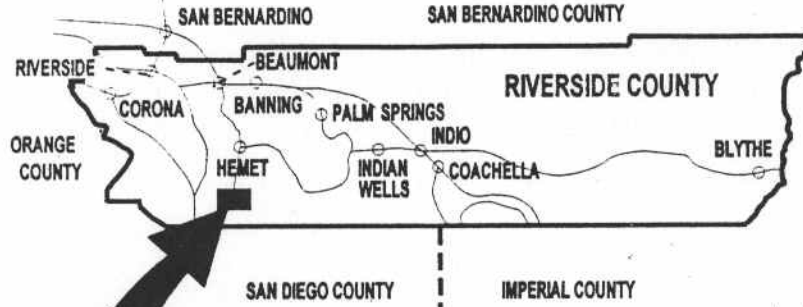 SAN BERNARDINO
SAN BERNARDINO COUNTY
RIVERSIDE
BEAUMONT
RIVERSIDE COUNTY
CORONA
BANNING
PALM SPRINGS
ORANGE
COUNTY
INDIO
BLYTHE
HEMET
INDIAN
WELLS
COACHELLA
SAN DIEGO COUNTY
IMPERIAL COUNTY